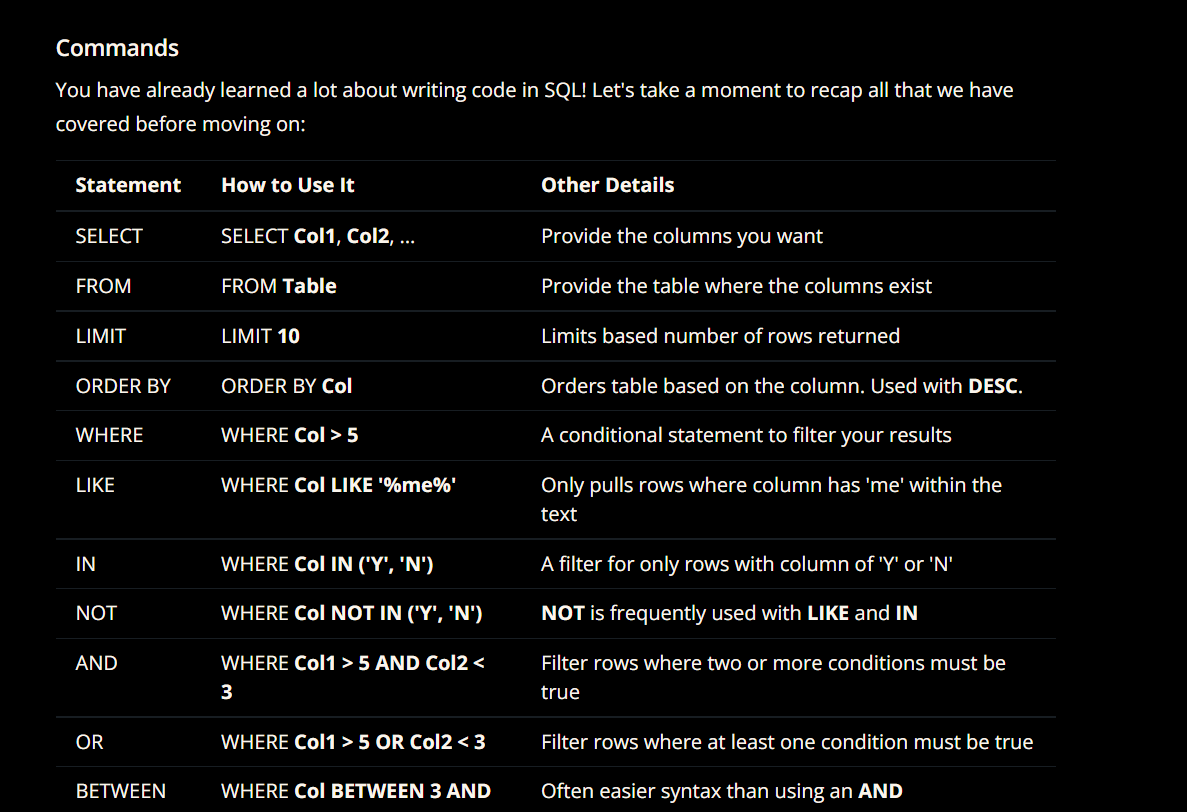 Commands
You have already learned a lot about writing code in SQL! Let's take a moment to recap all that we have
covered before moving on:
Statement How to Use It Other Details
SELECT SELECT Col1, Col2, ... Provide the columns you want
FROM FROM Table Provide the table where the columns exist
LIMIT LIMIT 10 Limits based number of rows returned
ORDER BY ORDER BY Col Orders table based on the column. Used with DESC.
WHERE WHERE Col > 5 A conditional statement to filter your results
LIKE WHERE Col LIKE '%me%' Only pulls rows where column has 'me' within the
text
IN WHERE Col IN ('Y', 'N') A filter for only rows with column of 'Y' or 'N'
NOT WHERE Col NOT IN ('Y', 'N') NOT is frequently used with LIKE and IN
AND WHERE Col1 > 5 AND Col2 < Filter rows where two or more conditions must be
3 true
OR WHERE Col1 > 5 OR Col2 < 3 Filter rows where at least one condition must be true
BETWEEN WHERE Col BETWEEN 3 AND Often easier syntax than using an AND